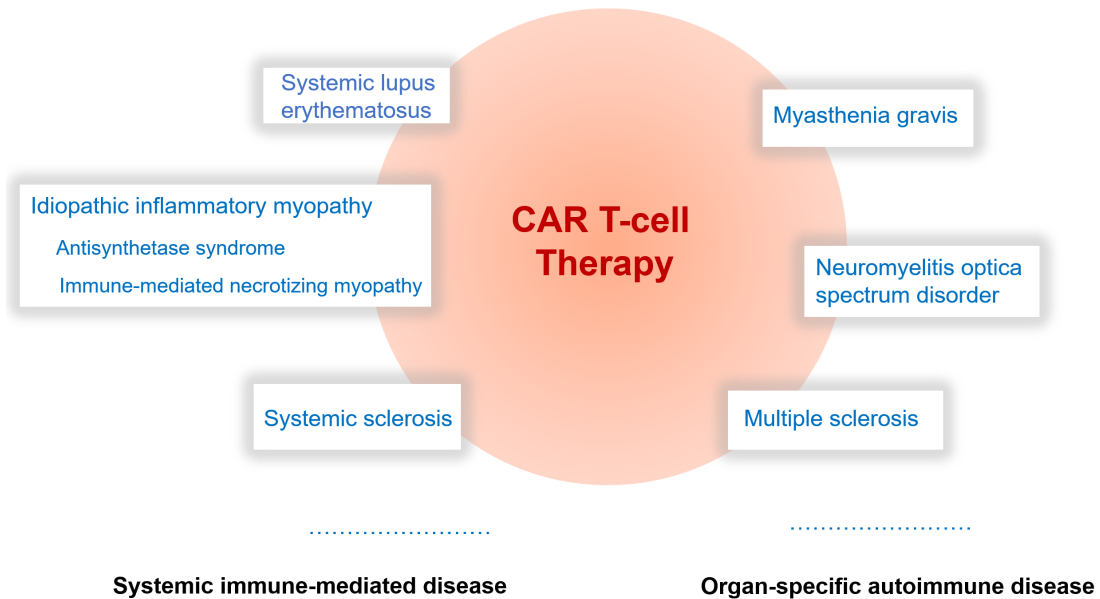 Systemic lupus
erythematosus
Idiopathic inflammatory myopathy
Antisynthetase syndrome
Immune-mediated necrotizing myopathy
Systemic sclerosis
CAR T-cell
Therapy
Myasthenia gravis
Neuromyelitis optica
spectrum disorder
Multiple sclerosis
Systemic immune-mediated disease
Organ-specific autoimmune disease